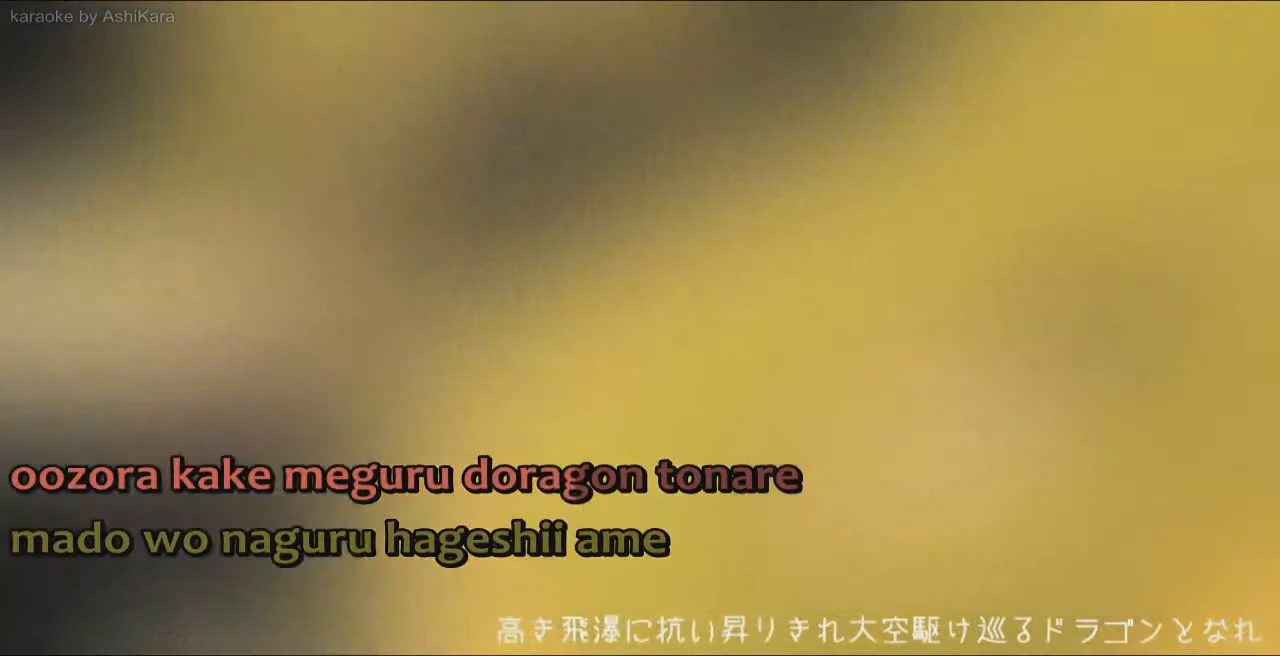 karaoke by AshiKara
oozora kake meguru doragon tonare
mado wo naguru hageshii ame
高き飛瀑に抗い昇りきれ大空駆け巡るドラゴンとなれ